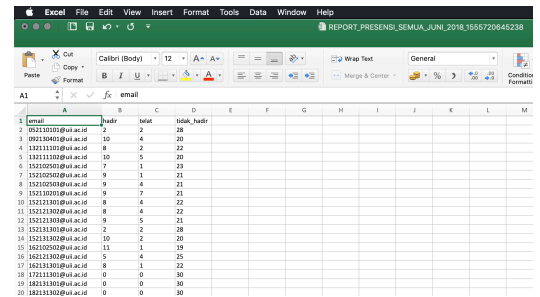 Excel File Edit View Insert Format Tools Data Window Help
REPORT_PRESENSI_SEMUA_JUNI_2018_1555720645238
Paste
Cut
Copy
Format
Calibri (Body) 12 A A
B I U A
Wrap Text
Merge & Center
General
% )
Conditio
Formatti
A1 fx email
A B C D E F G H I J K L M
1 email hadir telat tidak_hadir
2 052110101@uii.ac.id 2 2 28
3 092130401@uii.ac.id 10 4 20
4 132111101@uii.ac.id 8 2 22
5 132111102@uii.ac.id 10 5 20
6 152102501@uii.ac.id 7 1 23
7 152102502@uii.ac.id 9 1 21
8 152102503@uii.ac.id 9 4 21
9 152110201@uii.ac.id 9 7 21
10 152121301@uii.ac.id 8 4 22
11 152121302@uii.ac.id 8 4 22
12 152121303@uii.ac.id 9 5 21
13 152131301@uii.ac.id 2 2 28
14 152131302@uii.ac.id 10 2 20
15 162102502@uii.ac.id 11 1 19
16 162121302@uii.ac.id 5 4 25
17 162131301@uii.ac.id 8 1 22
18 172111301@uii.ac.id 0 0 30
19 182131301@uii.ac.id 0 0 30
20 182131302@uii.ac.id 0 0 30